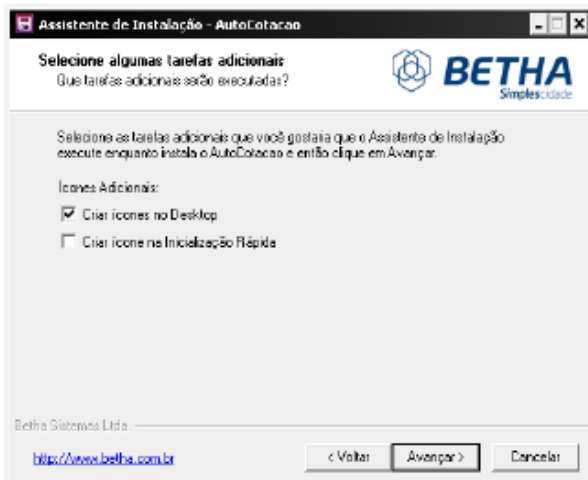 Assistente de Instalação - AutoCotacao
Selecione algumas tarefas adicionais
Que tarefas adicionais serão executadas?
BETHA
Simplescidade
Selecione as tarefas adicionais que você gostaria que o Assistente de Instalação
execute enquanto instala o AutoCotacao e então clique em Avançar.
Ícones Adicionais:
Criar ícones no Desktop
Criar ícone na Inicialização Rápida
Betha Sistemas Ltda.
http://www.betha.com.br
< Voltar
Avançar >
Cancelar